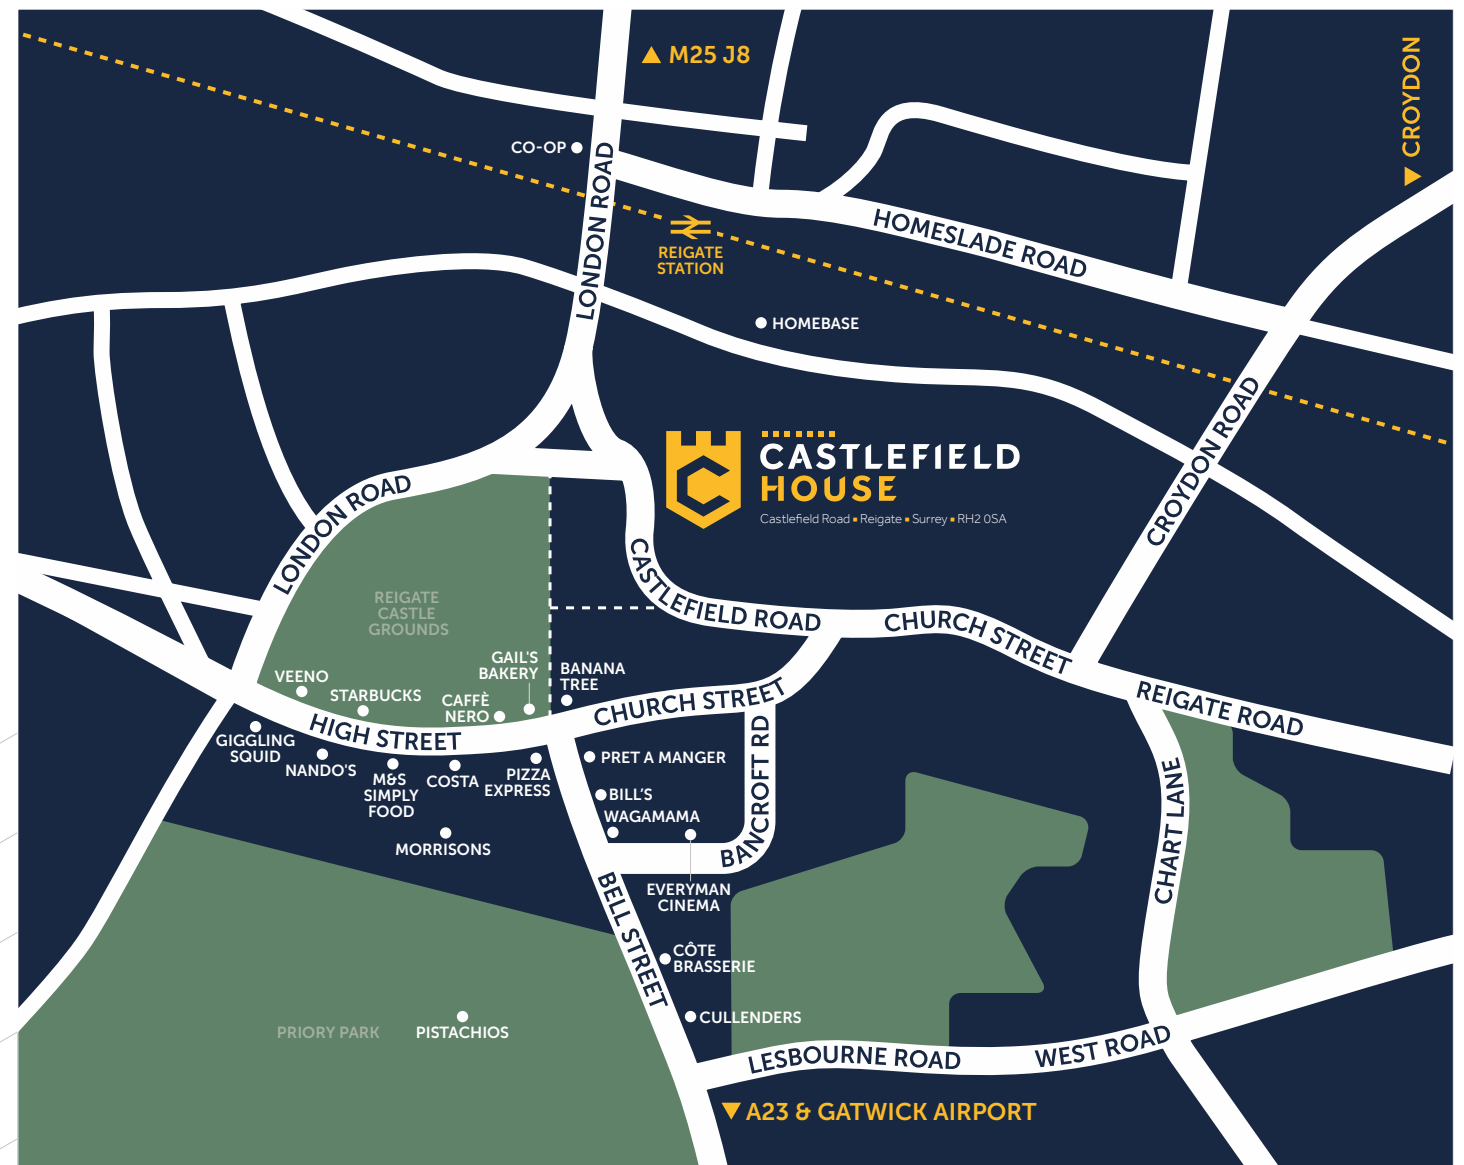 M25 J8
CROYDON
CO-OP
LONDON ROAD
HOMESLADE ROAD
REIGATE
STATION
HOMEBASE
CROYDON ROAD
CASTLEFIELD
HOUSE
Castlefield Road ▪ Reigate ▪ Surrey ▪ RH2 0SA
LONDON ROAD
CASTLEFIELD ROAD
CHURCH STREET
REIGATE
CASTLE
GROUNDS
GAIL'S
BAKERY
BANANA
TREE
VEENO
STARBUCKS
CAFFÈ
NERO
CHURCH STREET
REIGATE ROAD
HIGH STREET
GIGGLING
SQUID
NANDO'S
M&S
SIMPLY
FOOD
COSTA
PIZZA
EXPRESS
PRET A MANGER
BILL'S
WAGAMAMA
BANCROFT RD
CHART LANE
MORRISONS
EVERYMAN
CINEMA
BELL STREET
CÔTE
BRASSERIE
CULLENDERS
PRIORY PARK
PISTACHIOS
LESBOURNE ROAD
WEST ROAD
A23 & GATWICK AIRPORT